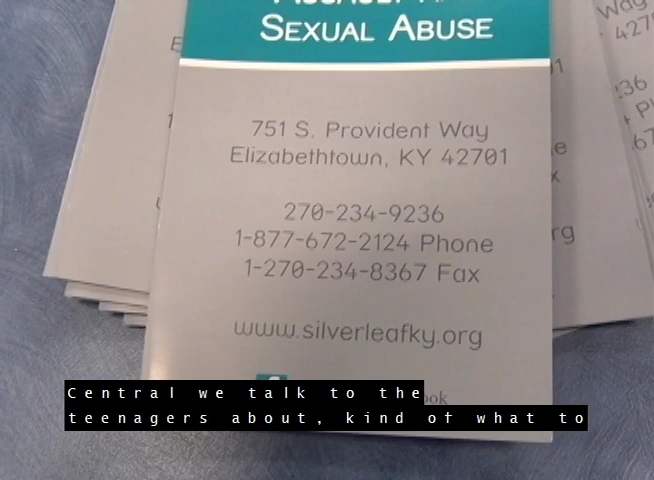 SEXUAL ABUSE
751 S. Provident Way
Elizabethtown, KY 42701
270-234-9236
1-877-672-2124 Phone
1-270-234-8367 Fax
www.silverleafky.org
Central we talk to the
teenagers about, kind of what to